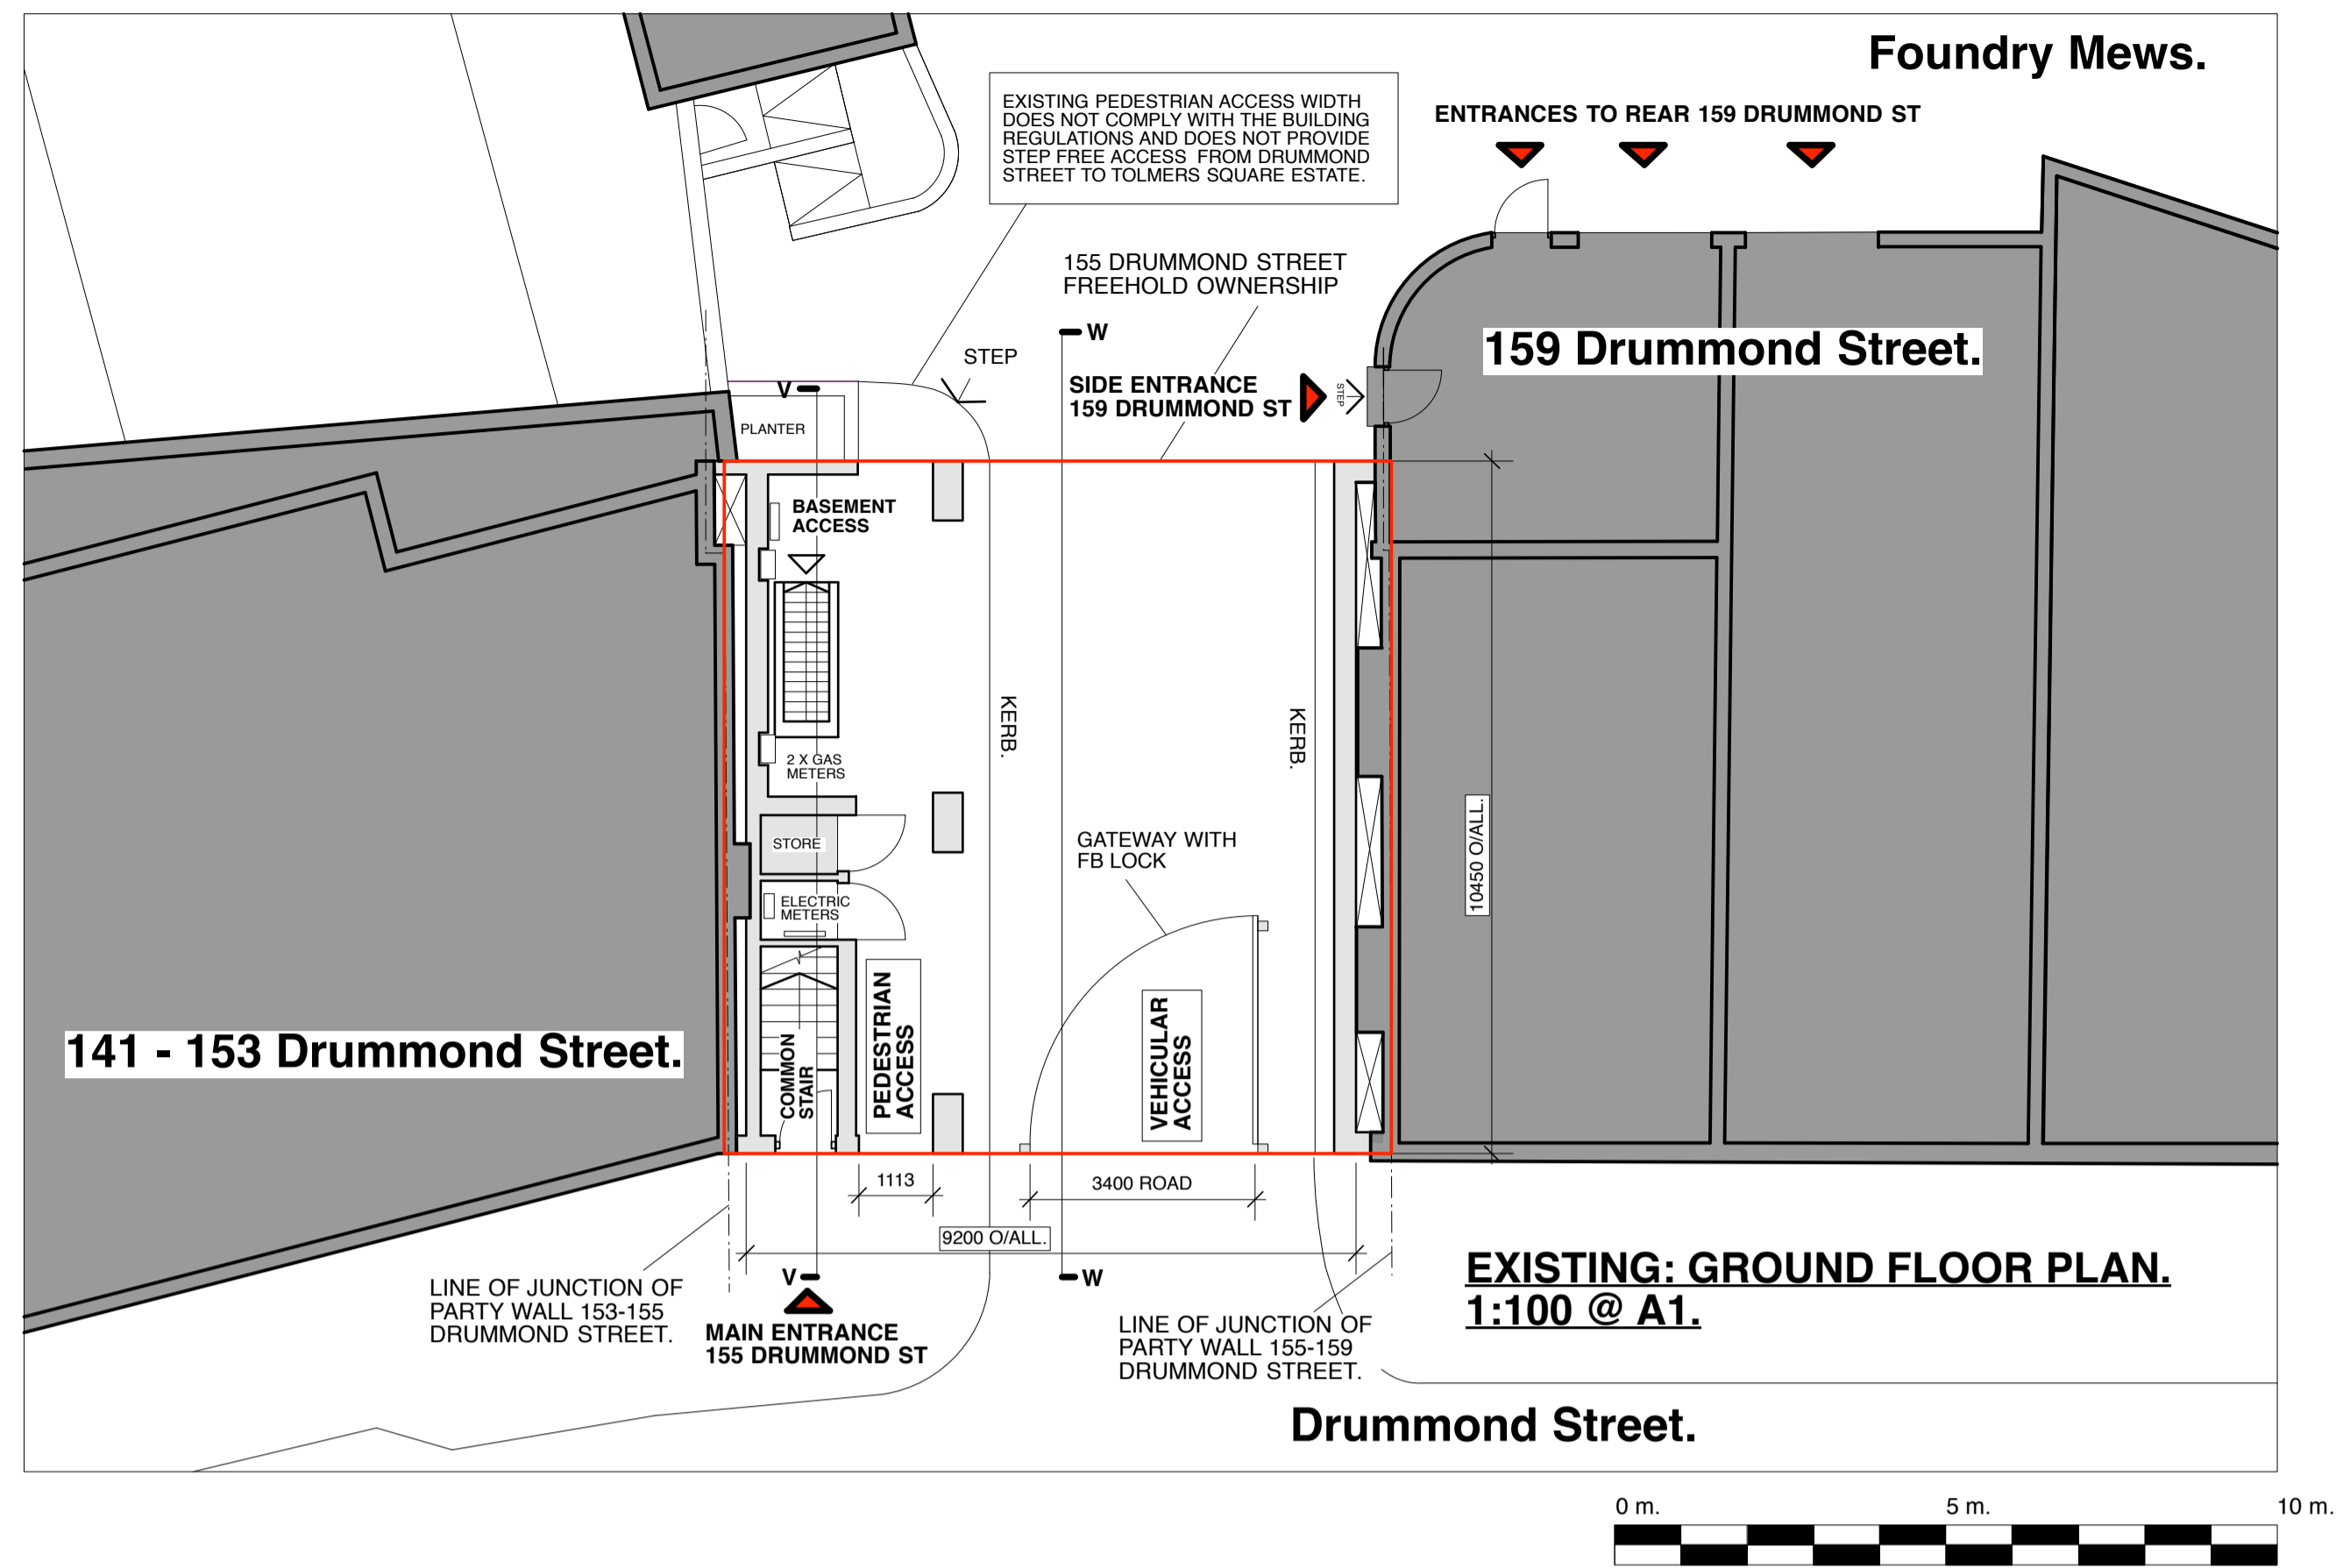 Foundry Mews.
ENTRANCES TO REAR 159 DRUMMOND ST
EXISTING PEDESTRIAN ACCESS WIDTH
DOES NOT COMPLY WITH THE BUILDING
REGULATIONS AND DOES NOT PROVIDE
STEP FREE ACCESS FROM DRUMMOND
STREET TO TOLMERS SQUARE ESTATE.
155 DRUMMOND STREET
FREEHOLD OWNERSHIP
W
STEP
V
SIDE ENTRANCE
159 DRUMMOND ST
STEP
159 Drummond Street.
PLANTER
BASEMENT
ACCESS
KERB.
KERB.
2 X GAS
METERS
STORE
ELECTRIC
METERS
GATEWAY WITH
FB LOCK
10450 O/ALL.
COMMON
STAIR
PEDESTRIAN
ACCESS
VEHICULAR
ACCESS
141 - 153 Drummond Street.
1113
3400 ROAD
9200 O/ALL.
V
W
LINE OF JUNCTION OF
PARTY WALL 153-155
DRUMMOND STREET.
MAIN ENTRANCE
155 DRUMMOND ST
LINE OF JUNCTION OF
PARTY WALL 155-159
DRUMMOND STREET.
EXISTING: GROUND FLOOR PLAN.
1:100 @ A1.
Drummond Street.
0 m.
5 m.
10 m.